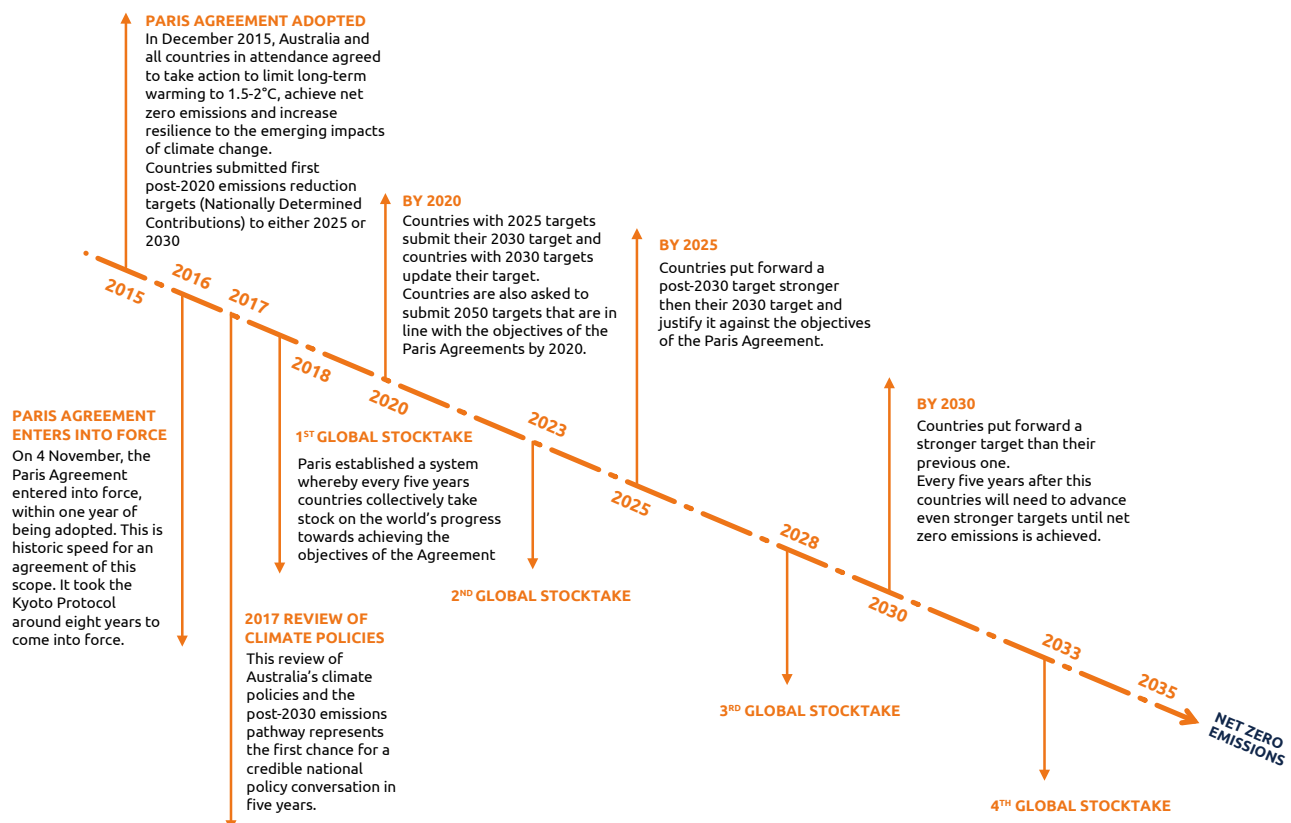 PARIS AGREEMENT ADOPTED
In December 2015, Australia and
all countries in attendance agreed
to take action to limit long-term
warming to 1.5-2°C, achieve net
zero emissions and increase
resilience to the emerging impacts
of climate change.
Countries submitted first
post-2020 emissions reduction
targets (Nationally Determined
Contributions) to either 2025 or
2030
BY 2020
Countries with 2025 targets
submit their 2030 target and
countries with 2030 targets
update their target.
Countries are also asked to
submit 2050 targets that are in
line with the objectives of the
Paris Agreements by 2020.
BY 2025
Countries put forward a
post-2030 target stronger
then their 2030 target and
justify it against the objectives
of the Paris Agreement.
BY 2030
Countries put forward a
stronger target than their
previous one.
Every five years after this
countries will need to advance
even stronger targets until net
zero emissions is achieved.
2015
2016
2017
2018
2020
2023
2025
2028
2030
2033
2035
NET ZERO
EMISSIONS
PARIS AGREEMENT
ENTERS INTO FORCE
On 4 November, the
Paris Agreement
entered into force,
within one year of
being adopted. This is
historic speed for an
agreement of this
scope. It took the
Kyoto Protocol
around eight years to
come into force.
2017 REVIEW OF
CLIMATE POLICIES
This review of
Australia's climate
policies and the
post-2030 emissions
pathway represents
the first chance for a
credible national
policy conversation in
five years.
1ST GLOBAL STOCKTAKE
Paris established a system
whereby every five years
countries collectively take
stock on the world's progress
towards achieving the
objectives of the Agreement
2ND GLOBAL STOCKTAKE
3RD GLOBAL STOCKTAKE
4TH GLOBAL STOCKTAKE